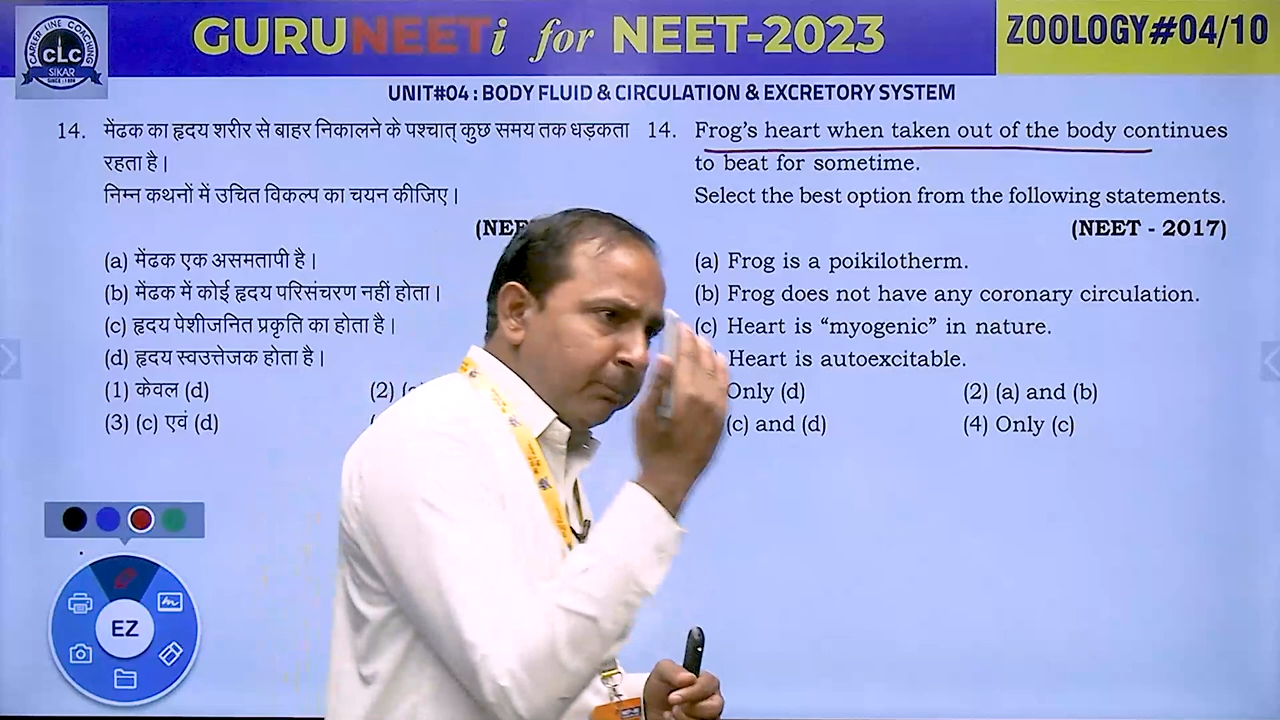 CAREER LINE COACHING
CLC
SIKAR
SINCE : 1996
GURUNEETi for NEET-2023
ZOOLOGY#04/10
UNIT#04 : BODY FLUID & CIRCULATION & EXCRETORY SYSTEM
14. मेंढक का हृदय शरीर से बाहर निकालने के पश्चात् कुछ समय तक धड़कता
रहता है।
निम्न कथनों में उचित विकल्प का चयन कीजिए।
(a) मेंढक एक असमतापी है।
(b) मेंढक में कोई हृदय परिसंचरण नहीं होता।
(c) हृदय पेशीजनित प्रकृति का होता है।
(d) हृदय स्वउत्तेजक होता है।
(1) केवल (d)
(2)
(3) (c) एवं (d)
14. Frog's heart when taken out of the body continues
to beat for sometime.
Select the best option from the following statements.
(NEET - 2017)
(a) Frog is a poikilotherm.
(b) Frog does not have any coronary circulation.
(c) Heart is “myogenic” in nature.
Heart is autoexcitable.
Only (d)
(2) (a) and (b)
(c) and (d)
(4) Only (c)
EZ